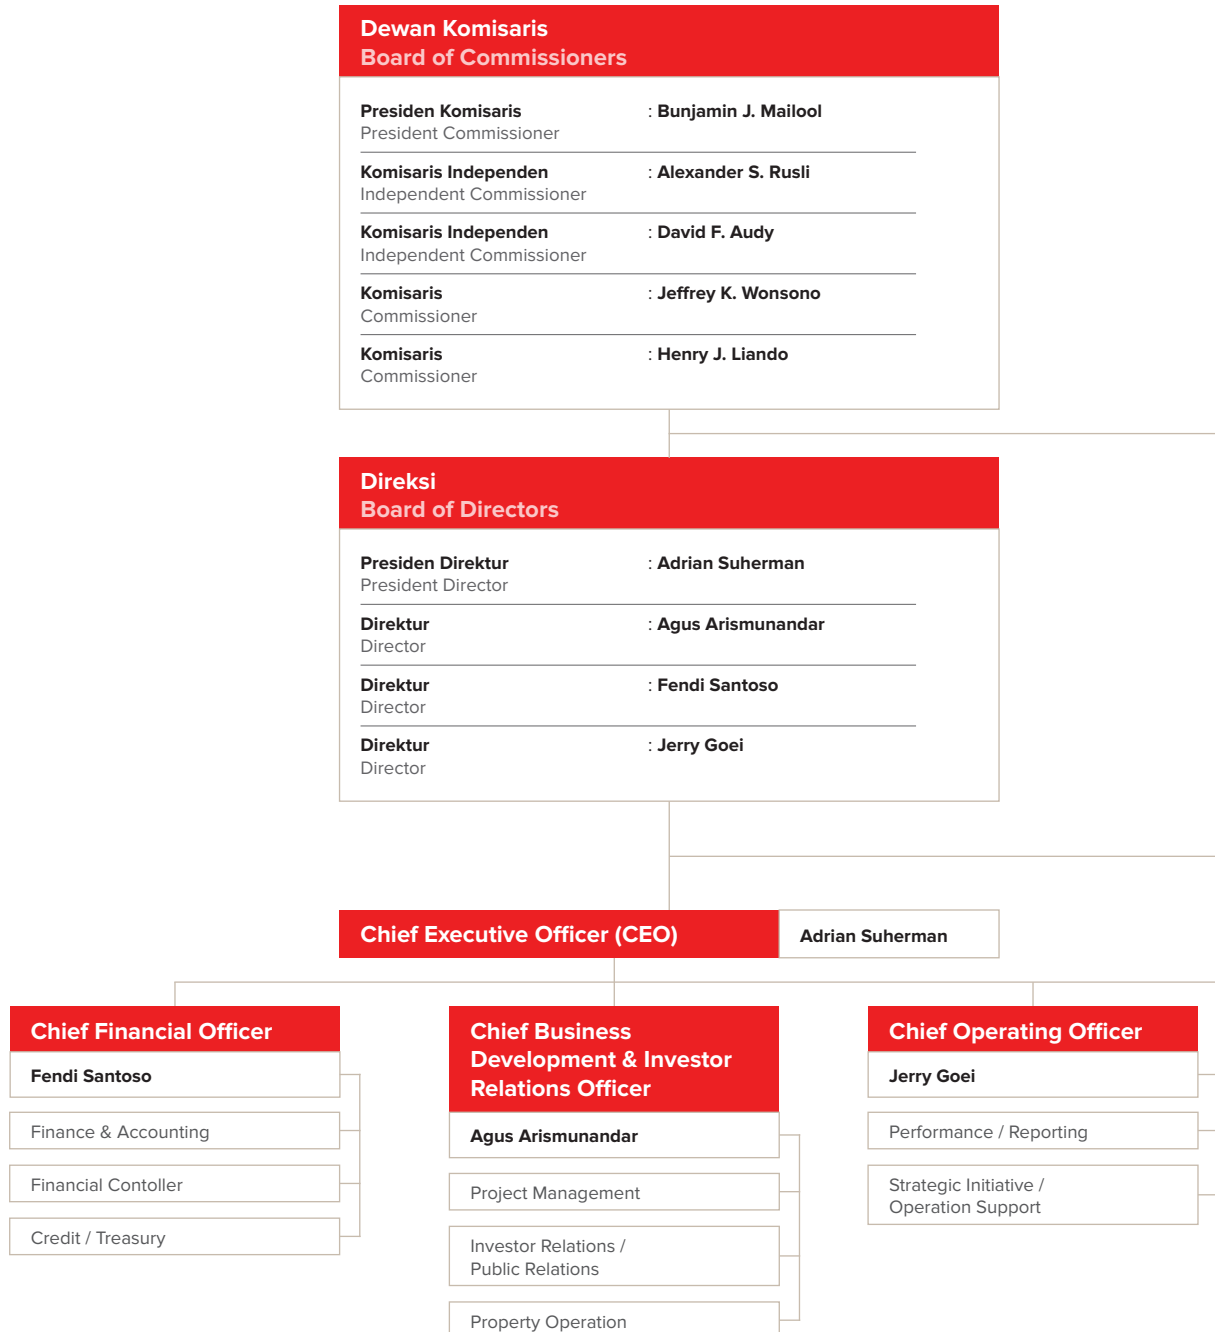 Dewan Komisaris
Board of Commissioners
Presiden Komisaris : Bunjamin J. Mailool
President Commissioner
Komisaris Independen : Alexander S. Rusli
Independent Commissioner
Komisaris Independen : David F. Audy
Independent Commissioner
Komisaris : Jeffrey K. Wonsono
Commissioner
Komisaris : Henry J. Liando
Commissioner
Direksi
Board of Directors
Presiden Direktur : Adrian Suherman
President Director
Direktur : Agus Arismunandar
Director
Direktur : Fendi Santoso
Director
Direktur : Jerry Goei
Director
Chief Executive Officer (CEO)
Adrian Suherman
Chief Financial Officer
Fendi Santoso
Finance & Accounting
Financial Contoller
Credit / Treasury
Chief Business
Development & Investor
Relations Officer
Agus Arismunandar
Project Management
Investor Relations /
Public Relations
Property Operation
Chief Operating Officer
Jerry Goei
Performance / Reporting
Strategic Initiative /
Operation Support